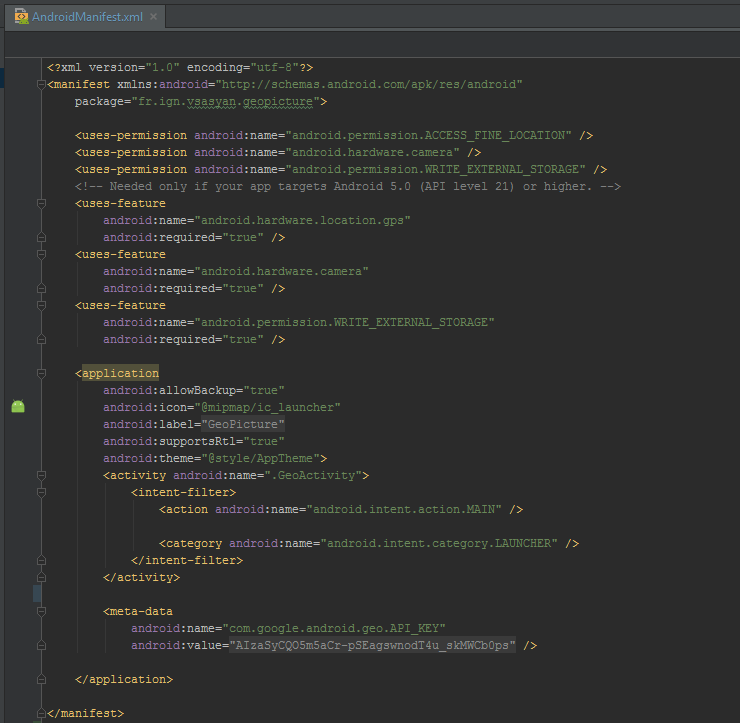 AndroidManifest.xml
<?xml version="1.0" encoding="utf-8"?>
<manifest xmlns:android="http://schemas.android.com/apk/res/android"
package="fr.ign.vsasyan.geopicture">
<uses-permission android:name="android.permission.ACCESS_FINE_LOCATION" />
<uses-permission android:name="android.hardware.camera" />
<uses-permission android:name="android.permission.WRITE_EXTERNAL_STORAGE" />
<!-- Needed only if your app targets Android 5.0 (API level 21) or higher. -->
<uses-feature
android:name="android.hardware.location.gps"
android:required="true" />
<uses-feature
android:name="android.hardware.camera"
android:required="true" />
<uses-feature
android:name="android.permission.WRITE_EXTERNAL_STORAGE"
android:required="true" />
<application
android:allowBackup="true"
android:icon="@mipmap/ic_launcher"
android:label="GeoPicture"
android:supportsRtl="true"
android:theme="@style/AppTheme">
<activity android:name=".GeoActivity">
<intent-filter>
<action android:name="android.intent.action.MAIN" />
<category android:name="android.intent.category.LAUNCHER" />
</intent-filter>
</activity>
<meta-data
android:name="com.google.android.geo.API_KEY"
android:value="AIzaSyCQO5m5aCr-pSEagswnodT4u_skMWCb0ps" />
</application>
</manifest>